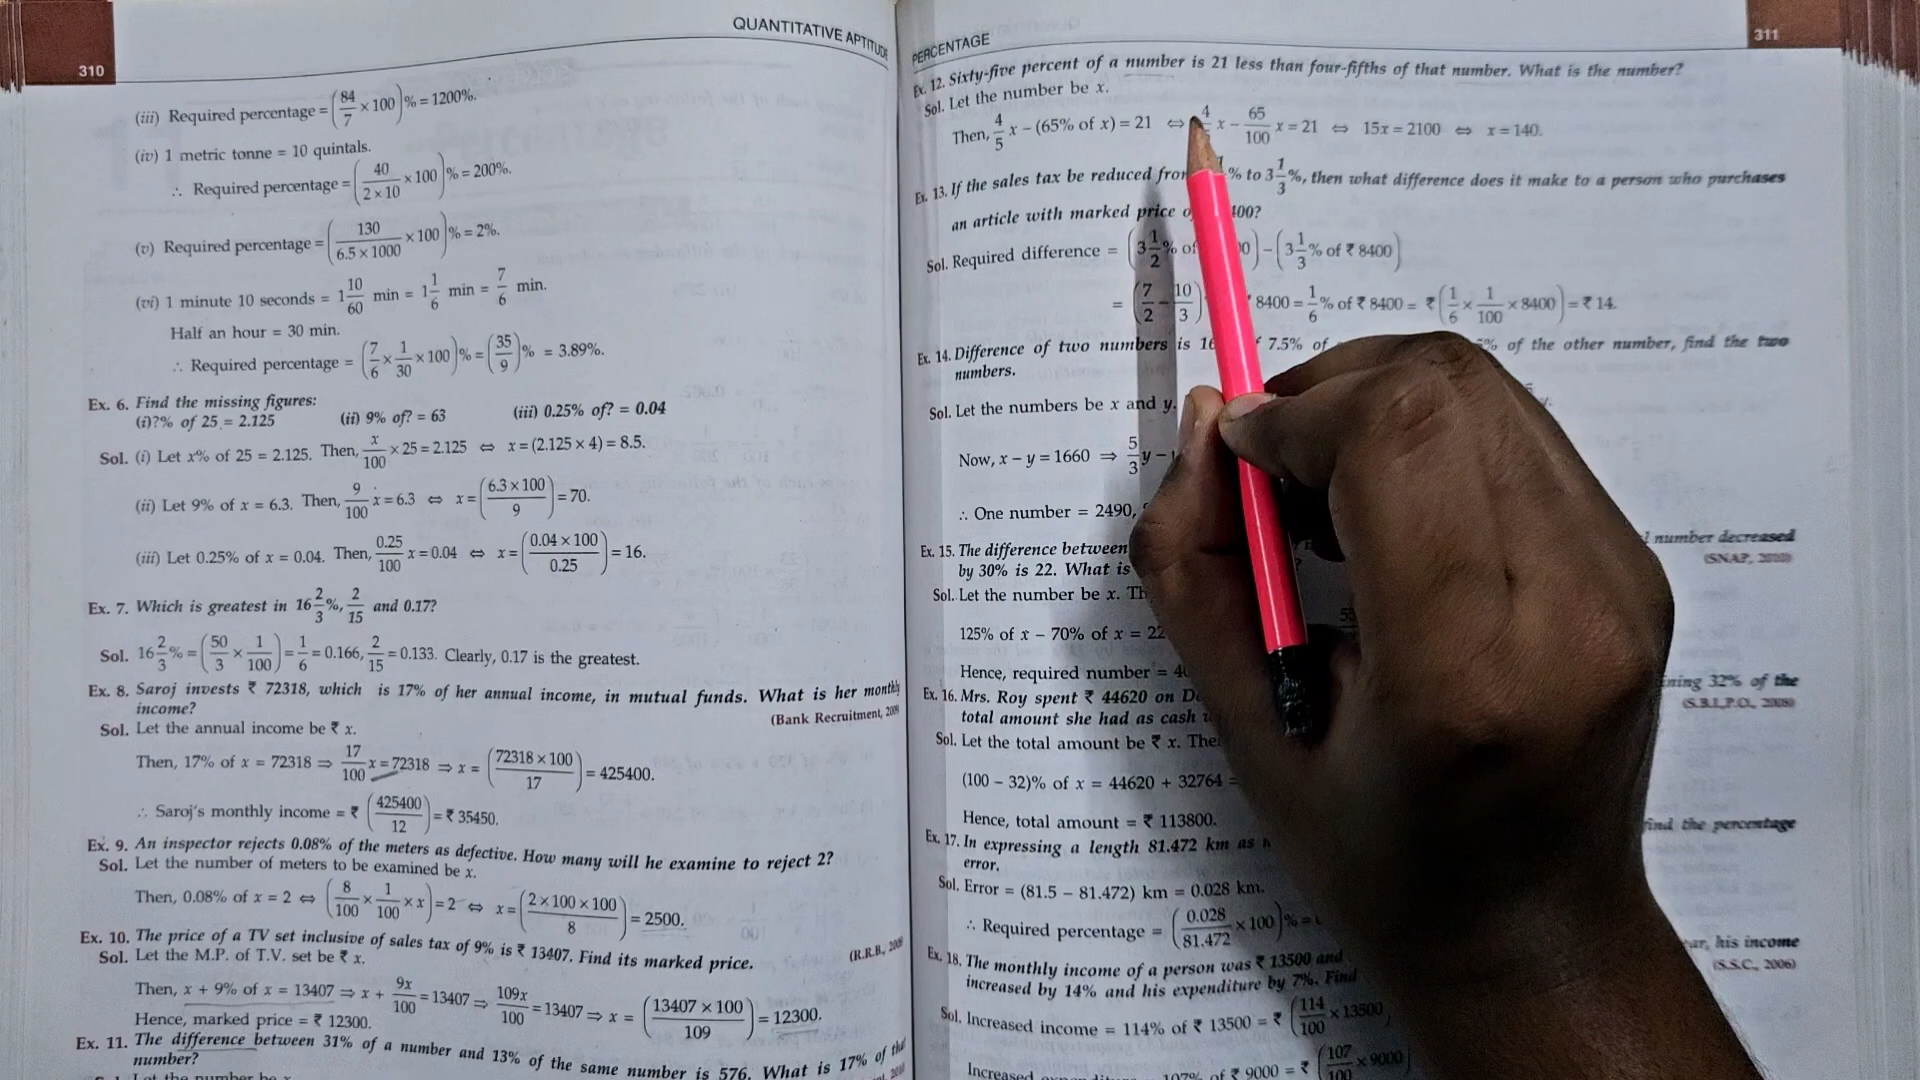 QUANTITATIVE APTITUDE
310
(iii) Required percentage = (84/7 × 100)% = 1200%.
(iv) 1 metric tonne = 10 quintals.
∴ Required percentage = (40/(2 × 10) × 100)% = 200%.
(v) Required percentage = (130/(6.5 × 1000) × 100)% = 2%.
(vi) 1 minute 10 seconds = 1 10/60 min = 1 1/6 min = 7/6 min.
Half an hour = 30 min.
∴ Required percentage = (7/6 × 1/30 × 100)% = (35/9)% = 3.89%.
Ex. 6. Find the missing figures:
(i)?% of 25 = 2.125 (ii) 9% of? = 63 (iii) 0.25% of? = 0.04
Sol. (i) Let x% of 25 = 2.125. Then, x/100 × 25 = 2.125 ⇔ x = (2.125 × 4) = 8.5.
(ii) Let 9% of x = 6.3. Then, 9/100 x = 6.3 ⇔ x = (6.3 × 100/9) = 70.
(iii) Let 0.25% of x = 0.04. Then, 0.25/100 x = 0.04 ⇔ x = (0.04 × 100/0.25) = 16.
Ex. 7. Which is greatest in 16 2/3%, 2/15 and 0.17?
Sol. 16 2/3% = (50/3 × 1/100) = 1/6 = 0.166, 2/15 = 0.133. Clearly, 0.17 is the greatest.
Ex. 8. Saroj invests ₹ 72318, which is 17% of her annual income, in mutual funds. What is her monthly
income? (Bank Recruitment, 2009
Sol. Let the annual income be ₹ x.
Then, 17% of x = 72318 ⇒ 17/100 x = 72318 ⇒ x = (72318 × 100/17) = 425400.
∴ Saroj's monthly income = ₹ (425400/12) = ₹ 35450.
Ex. 9. An inspector rejects 0.08% of the meters as defective. How many will he examine to reject 2?
Sol. Let the number of meters to be examined be x.
Then, 0.08% of x = 2 ⇔ (8/100 × 1/100 × x) = 2 ⇔ x = (2 × 100 × 100/8) = 2500.
Ex. 10. The price of a TV set inclusive of sales tax of 9% is ₹ 13407. Find its marked price.
Sol. Let the M.P. of T.V. set be ₹ x. (R.R.B.,
Then, x + 9% of x = 13407 ⇒ x + 9x/100 = 13407 ⇒ 109x/100 = 13407 ⇒ x = (13407 × 100/109) = 12300.
Hence, marked price = ₹ 12300.
Ex. 11. The difference between 31% of a number and 13% of the same number is 576. What is 17% of the
number?
Let the number be x
PERCENTAGE
311
Ex. 12. Sixty-five percent of a number is 21 less than four-fifths of that number. What is the number?
Sol. Let the number be x.
Then, 4/5 x − (65% of x) = 21 ⇔ 4 x − 65/100 x = 21 ⇔ 15x = 2100 ⇔ x = 140.
Ex. 13. If the sales tax be reduced % to 3 1/3%, then what difference does it make to a person who purchases
an article with marked price 400?
Sol. Required difference = (3 1/2% of 0) − (3 1/3% of ₹ 8400)
= (7/2 − 10/3) 8400 = 1/6% of ₹ 8400 = ₹ (1/6 × 1/100 × 8400) = ₹ 14.
Ex. 14. Difference of two numbers is 7.5% of % of the other number, find the two
numbers.
Sol. Let the numbers be x and y.
Now, x − y = 1660 ⇒ 5/3 y −
∴ One number = 2490,
Ex. 15. The difference between number decreased
by 30% is 22. What is (SNAP,
Sol. Let the number be x.
125% of x − 70% of x = 22
Hence, required number =
Ex. 16. Mrs. Roy spent ₹ 44620 on 32% of the
total amount she had as cash (S.B.I.P.O., 2008)
Sol. Let the total amount be ₹ x.
(100 − 32)% of x = 44620 + 32764 =
Hence, total amount = ₹ 113800.
Ex. 17. In expressing a length 81.472 km as find the percentage
error.
Sol. Error = (81.5 − 81.472) km = 0.028 km.
∴ Required percentage = (0.028/81.472 × 100)% =
Ex. 18. The monthly income of a person was ₹ 13500 and his income
increased by 14% and his expenditure by 7%. Find (S.S.C., 2006)
Sol. Increased income = 114% of ₹ 13500 = ₹ (114/100 × 13500)
Increased 107% of ₹ 9000 = ₹ (107/100 × 9000)